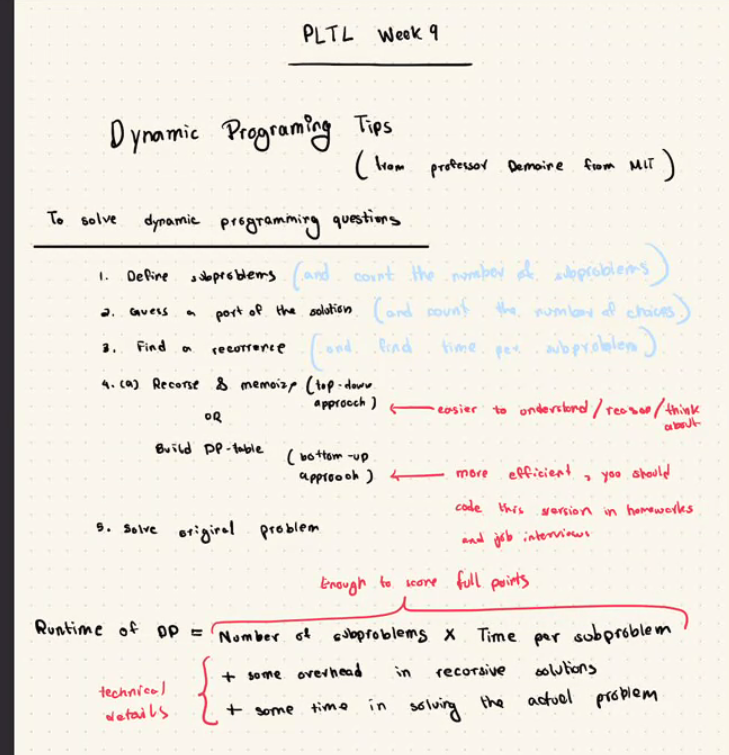 PLTL Week 9
Dynamic Programing Tips
(from professor Demaine from MIT)
To solve dynamic programming questions
1. Define subproblems (and count the number of subproblems)
2. Guess a part of the solution (and count the number of choices)
3. Find a recurrence (and find time per subproblem)
4. (a) Recurse & memoize (top-down
approach) ← easier to understand/reason/think
about
OR
Build DP-table (bottom-up
approach) ← more efficient, you should
code this version in homeworks
and job interviews
5. Solve original problem
Enough to score full points
Runtime of DP = Number of subproblems x Time per subproblem
+ some overhead in recursive solutions
technical
details
+ some time in solving the actual problem